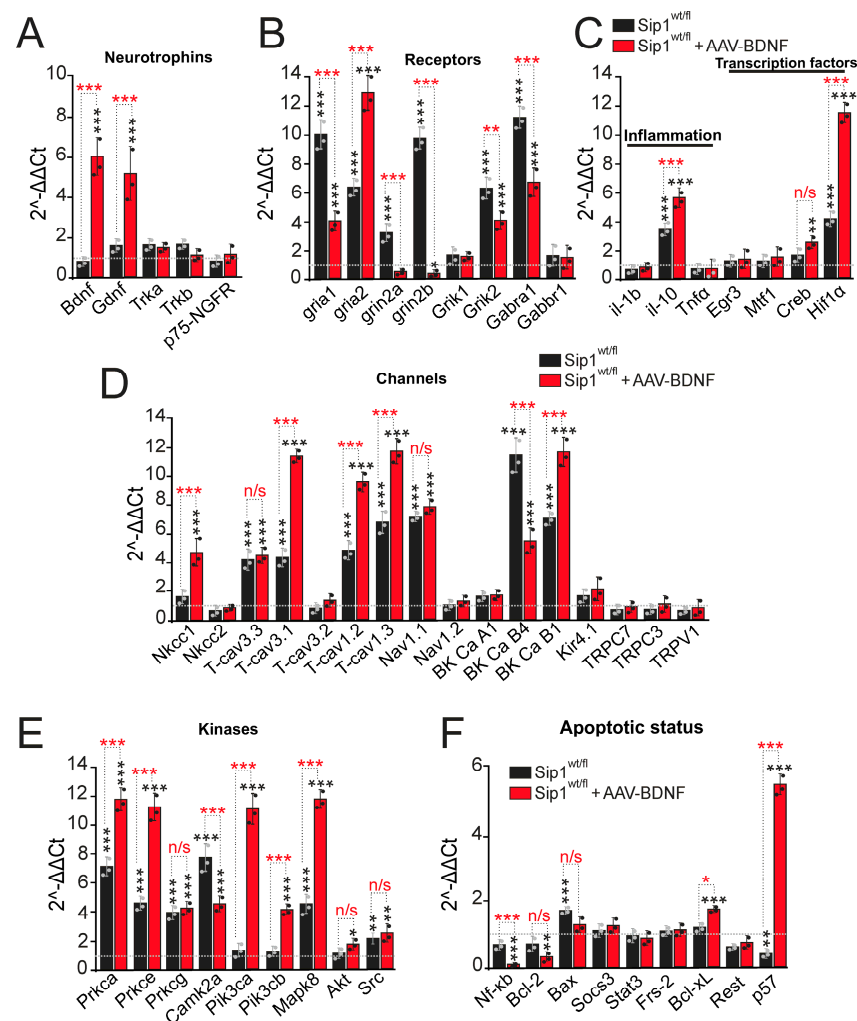 A
Neurotrophins
2^-ΔΔCt
10
8
6
4
2
0
***
***
***
***
Bdnf
Gdnf
Trka
Trkb
p75-NGFR
B
Receptors
2^-ΔΔCt
14
12
10
8
6
4
2
0
***
***
***
***
***
***
***
***
***
*
**
***
***
***
***
***
gria1
gria2
grin2a
grin2b
Grik1
Grik2
Gabra1
Gabbr1
C
Sip1wt/fl
Sip1wt/fl + AAV-BDNF
Transcription factors
Inflammation
2^-ΔΔCt
14
12
10
8
6
4
2
0
***
***
***
n/s
**
***
***
***
il-1b
il-10
Tnfα
Egr3
Mtf1
Creb
Hif1α
D
Channels
Sip1wt/fl
Sip1wt/fl + AAV-BDNF
2^-ΔΔCt
14
12
10
8
6
4
2
0
***
***
n/s
***
***
***
***
***
***
***
***
***
***
***
n/s
***
***
***
***
***
***
***
***
Nkcc1
Nkcc2
T-cav3.3
T-cav3.1
T-cav3.2
T-cav1.2
T-cav1.3
Nav1.1
Nav1.2
BK Ca A1
BK Ca B4
BK Ca B1
Kir4.1
TRPC7
TRPC3
TRPV1
E
Kinases
2^-ΔΔCt
14
12
10
8
6
4
2
0
***
***
***
***
***
***
n/s
***
***
***
***
***
***
***
***
***
***
***
***
n/s
*
n/s
**
***
Prkca
Prkce
Prkcg
Camk2a
Pik3ca
Pik3cb
Mapk8
Akt
Src
F
Apoptotic status
Sip1wt/fl
Sip1wt/fl + AAV-BDNF
2^-ΔΔCt
6
4
2
0
***
***
n/s
***
n/s
***
*
***
***
**
***
Nf-kb
Bcl-2
Bax
Socs3
Stat3
Frs-2
Bcl-xL
Rest
p57